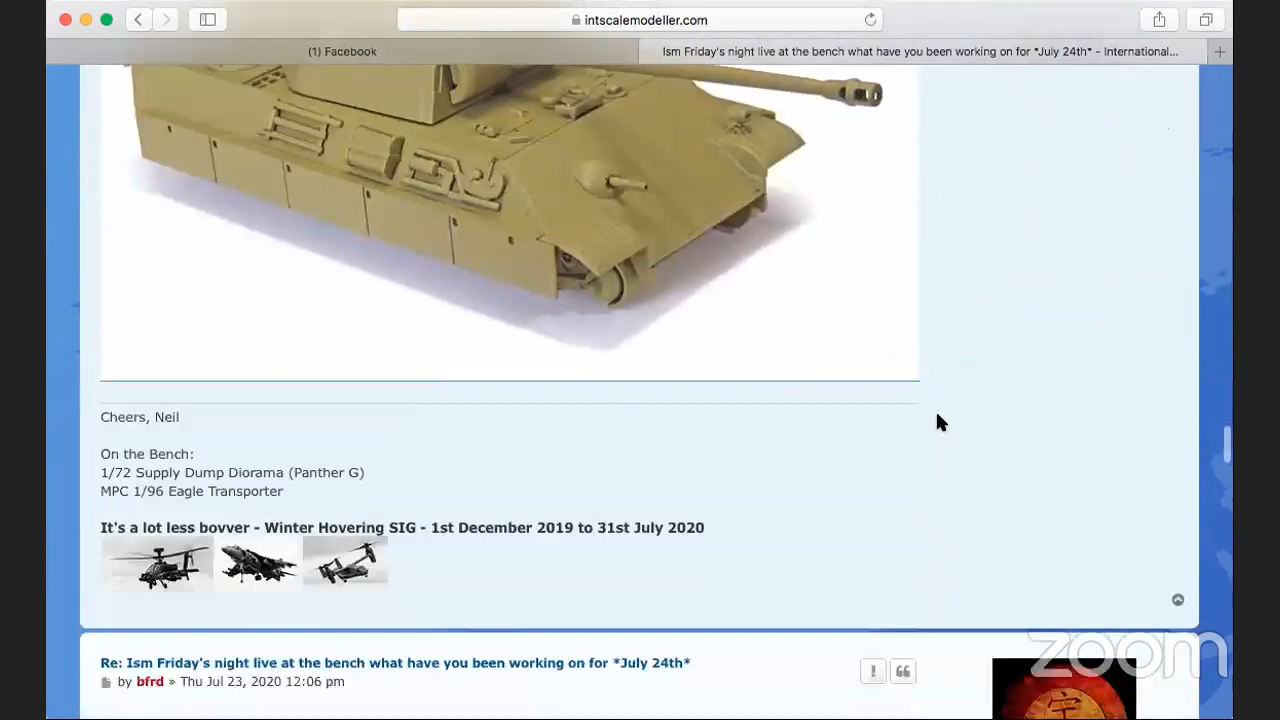 intscalemodeller.com
(1) Facebook
Ism Friday's night live at the bench what have you been working on for *July 24th* - International...
Cheers, Neil
On the Bench:
1/72 Supply Dump Diorama (Panther G)
MPC 1/96 Eagle Transporter
It's a lot less bovver - Winter Hovering SIG - 1st December 2019 to 31st July 2020
Re: Ism Friday's night live at the bench what have you been working on for *July 24th*
by bfrd » Thu Jul 23, 2020 12:06 pm
zoom
宇